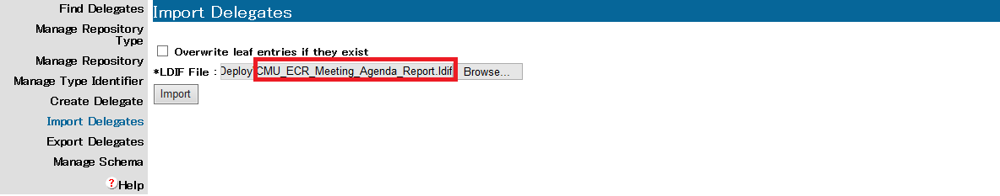 Find Delegates
Manage Repository
Type
Manage Repository
Manage Type Identifier
Create Delegate
Import Delegates
Export Delegates
Manage Schema
?Help
Import Delegates
Overwrite leaf entries if they exist
*LDIF File : Deploy CMU_ECR_Meeting_Agenda_Report.ldif Browse...
Import